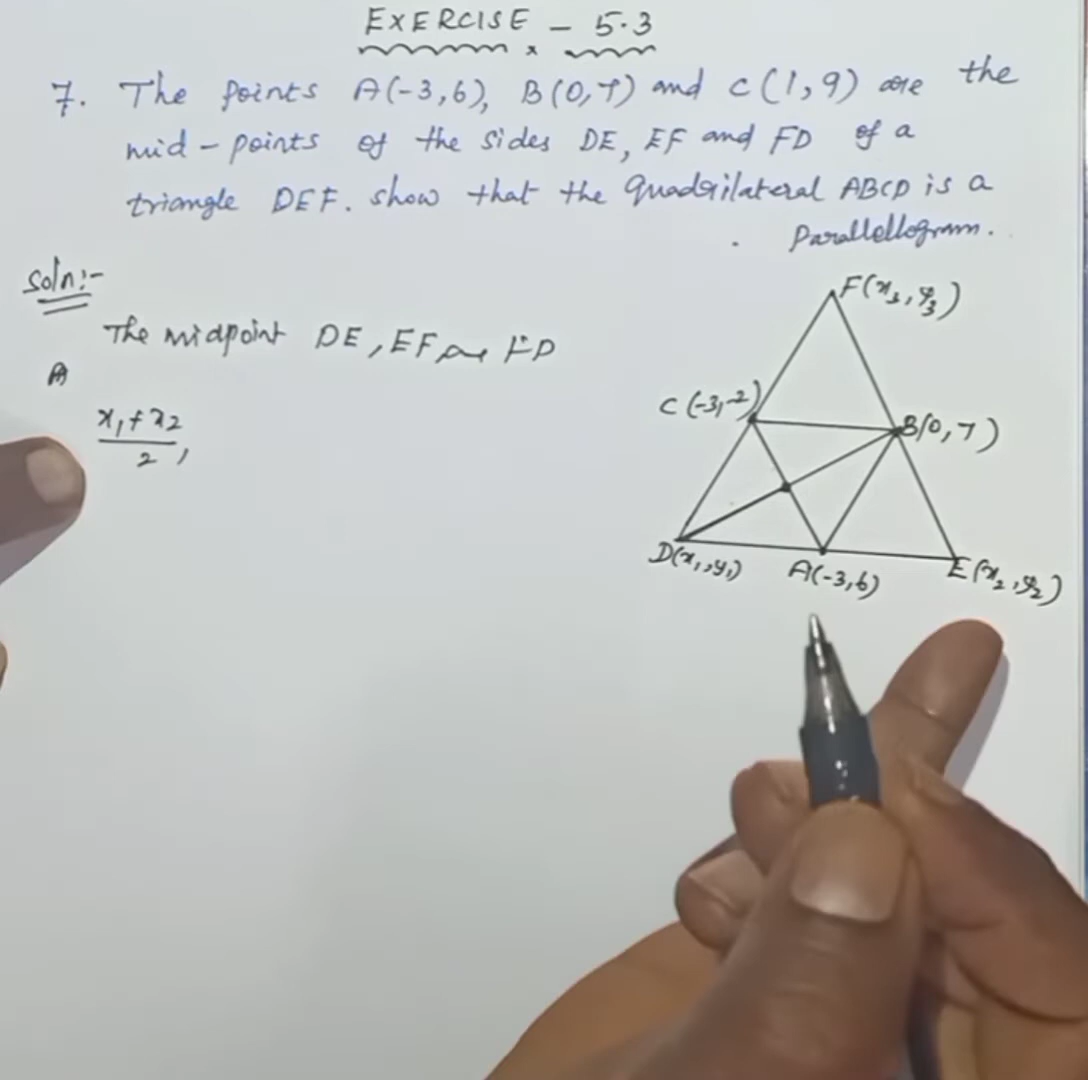 EXERCISE - 5.3
7. The points A(-3,6), B(0,7) and C(1,9) are the
mid-points of the sides DE, EF and FD of a
triangle DEF. show that the Quadrilateral ABCD is a
Parallellogram.
Soln:-
The midpoint DE, EF and FD
A
x₁+x₂
2 ,
F(x₃,y₃)
C(-3,-2)
B(0,7)
D(x₁,y₁)
A(-3,6)
E(x₂,y₂)